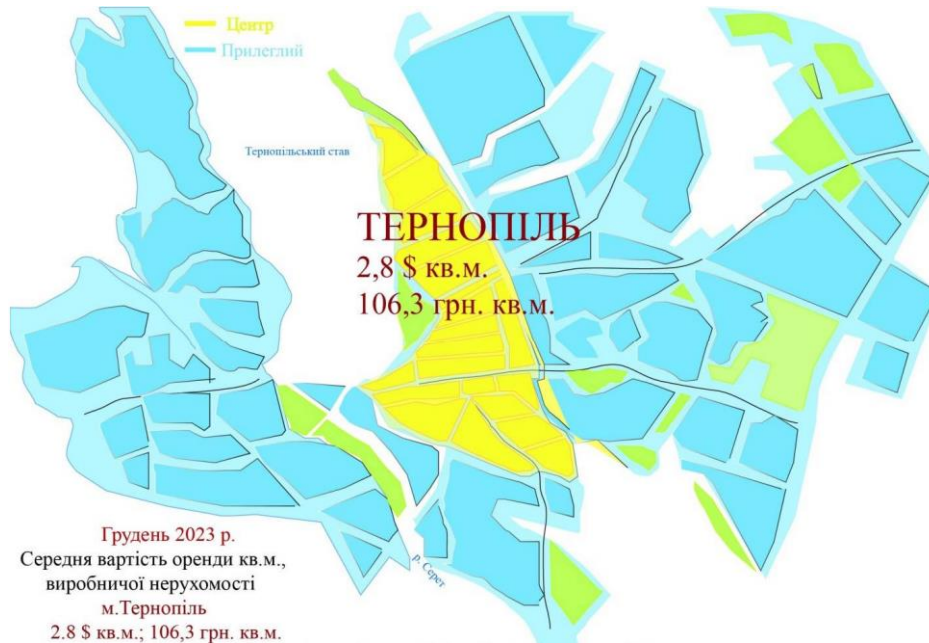 Центр
Прилеглий
Тернопільський став
ТЕРНОПІЛЬ
2,8 $ кв.м.
106,3 грн. кв.м.
Грудень 2023 р.
Середня вартість оренди кв.м.,
виробничої нерухомості
м.Тернопіль
2.8 $ кв.м.; 106,3 грн. кв.м.
р. Серет